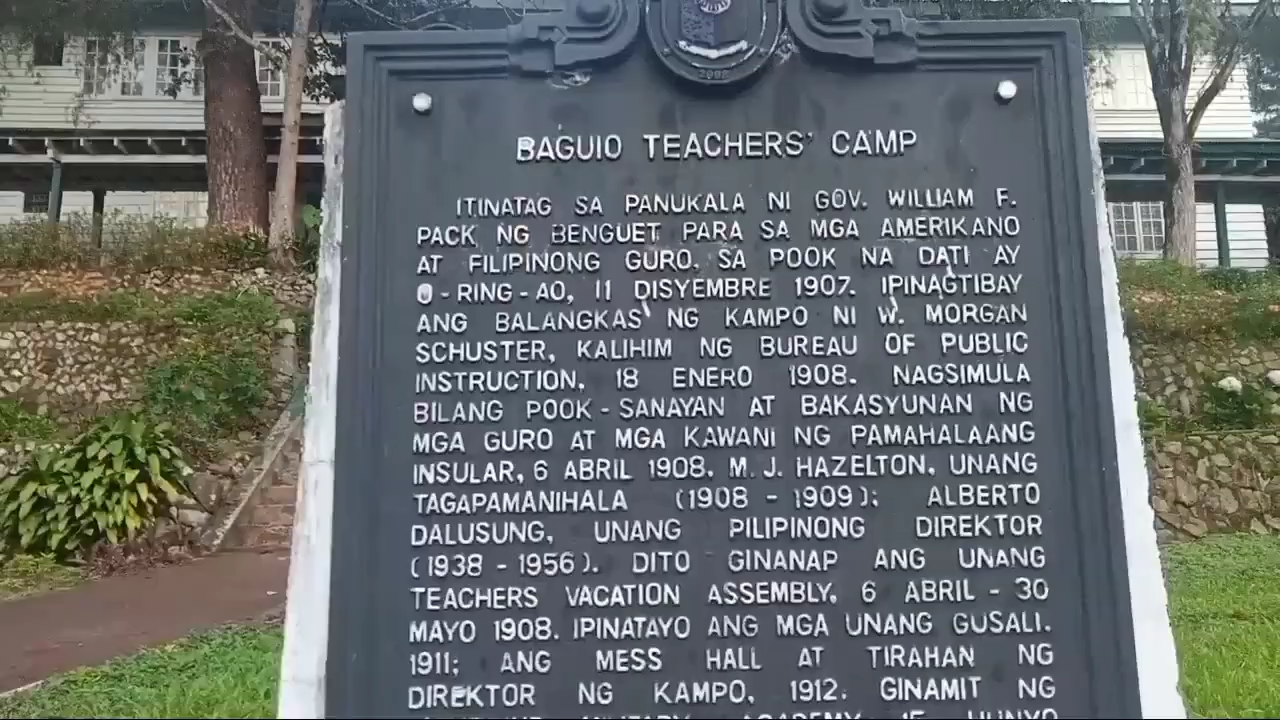 2008
BAGUIO TEACHERS' CAMP
ITINATAG SA PANUKALA NI GOV. WILLIAM F.
PACK NG BENGUET PARA SA MGA AMERIKANO
AT FILIPINONG GURO. SA POOK NA DATI AY
O-RING-AO, 11 DISYEMBRE 1907. IPINAGTIBAY
ANG BALANGKAS NG KAMPO NI W. MORGAN
SCHUSTER, KALIHIM NG BUREAU OF PUBLIC
INSTRUCTION, 18 ENERO 1908. NAGSIMULA
BILANG POOK-SANAYAN AT BAKASYUNAN NG
MGA GURO AT MGA KAWANI NG PAMAHALAANG
INSULAR, 6 ABRIL 1908. M. J. HAZELTON, UNANG
TAGAPAMANIHALA (1908 - 1909); ALBERTO
DALUSUNG, UNANG PILIPINONG DIREKTOR
(1938 - 1956). DITO GINANAP ANG UNANG
TEACHERS VACATION ASSEMBLY, 6 ABRIL - 30
MAYO 1908. IPINATAYO ANG MGA UNANG GUSALI.
1911; ANG MESS HALL AT TIRAHAN NG
DIREKTOR NG KAMPO, 1912. GINAMIT NG
MILITARY ACADEMY 15 HUNYO